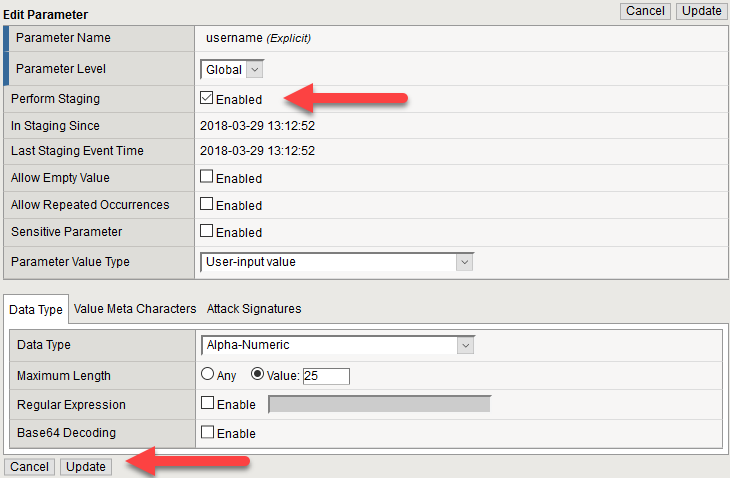 Edit Parameter Cancel Update
Parameter Name username (Explicit)
Parameter Level Global
Perform Staging Enabled
In Staging Since 2018-03-29 13:12:52
Last Staging Event Time 2018-03-29 13:12:52
Allow Empty Value Enabled
Allow Repeated Occurrences Enabled
Sensitive Parameter Enabled
Parameter Value Type User-input value
Data Type Value Meta Characters Attack Signatures
Data Type Alpha-Numeric
Maximum Length Any Value: 25
Regular Expression Enable
Base64 Decoding Enable
Cancel Update